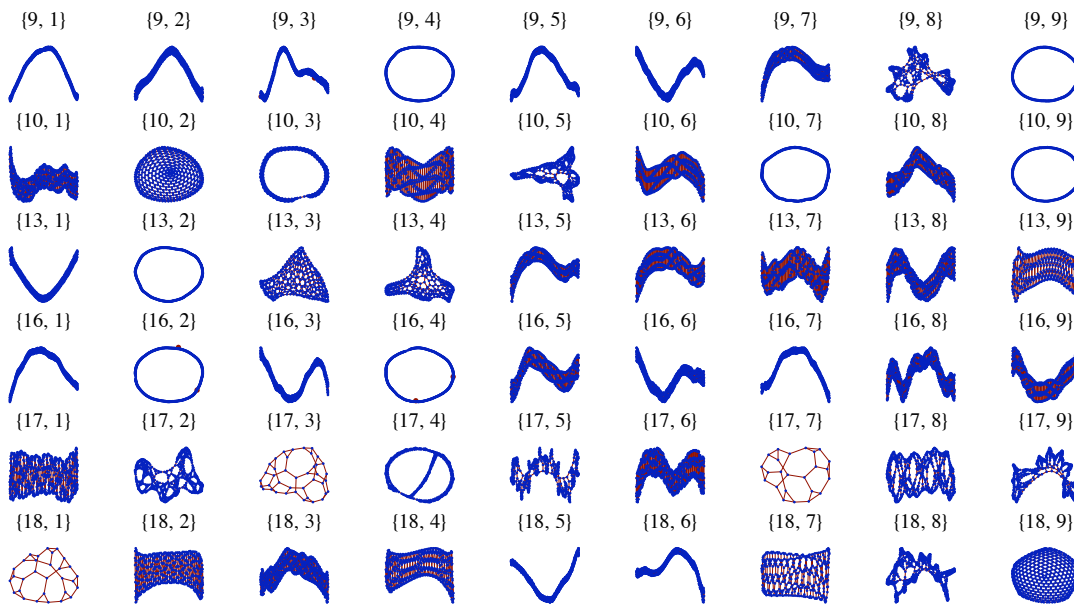 {9, 1} {9, 2} {9, 3} {9, 4} {9, 5} {9, 6} {9, 7} {9, 8} {9, 9}
{10, 1} {10, 2} {10, 3} {10, 4} {10, 5} {10, 6} {10, 7} {10, 8} {10, 9}
{13, 1} {13, 2} {13, 3} {13, 4} {13, 5} {13, 6} {13, 7} {13, 8} {13, 9}
{16, 1} {16, 2} {16, 3} {16, 4} {16, 5} {16, 6} {16, 7} {16, 8} {16, 9}
{17, 1} {17, 2} {17, 3} {17, 4} {17, 5} {17, 6} {17, 7} {17, 8} {17, 9}
{18, 1} {18, 2} {18, 3} {18, 4} {18, 5} {18, 6} {18, 7} {18, 8} {18, 9}